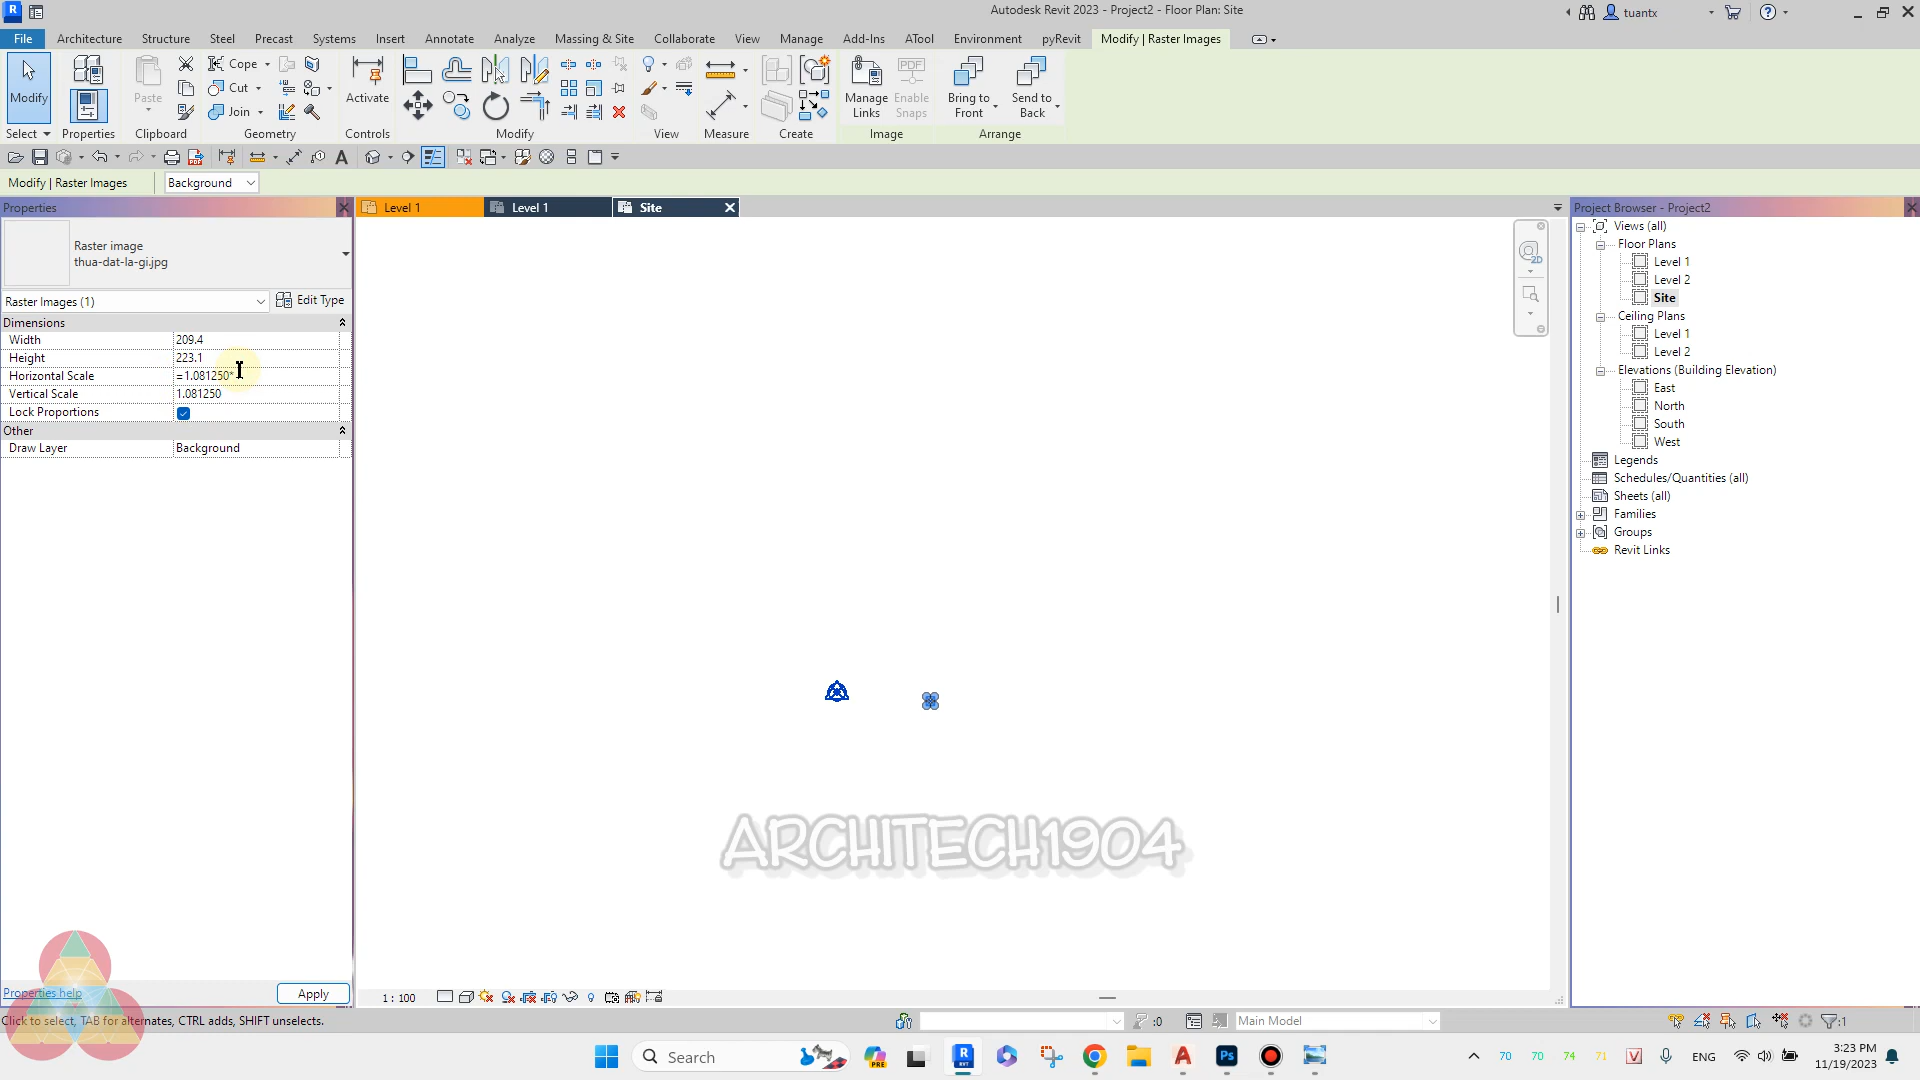 Autodesk Revit 2023 - Project2 - Floor Plan: Site
tuantx
File Architecture Structure Steel Precast Systems Insert Annotate Analyze Massing & Site Collaborate View Manage Add-Ins ATool Environment pyRevit Modify | Raster Images
Modify
Paste
Cope
Cut
Join
Activate
Manage Links
Enable Snaps
Bring to Front
Send to Back
Select Properties Clipboard Geometry Controls Modify View Measure Create Image Arrange
Modify | Raster Images Background
Properties
Level 1
Level 1
Site
Project Browser - Project2
Raster image
thua-dat-la-gi.jpg
Raster Images (1) Edit Type
Dimensions
Width 209.4
Height 223.1
Horizontal Scale =1.081250*
Vertical Scale 1.081250
Lock Proportions
Other
Draw Layer Background
Views (all)
Floor Plans
Level 1
Level 2
Site
Ceiling Plans
Level 1
Level 2
Elevations (Building Elevation)
East
North
South
West
Legends
Schedules/Quantities (all)
Sheets (all)
Families
Groups
Revit Links
2D
ARCHITECH1904
Properties help Apply
1 : 100
Click to select, TAB for alternates, CTRL adds, SHIFT unselects.
:0
Main Model
:1
Search
70 70 74 71
ENG
3:23 PM
11/19/2023